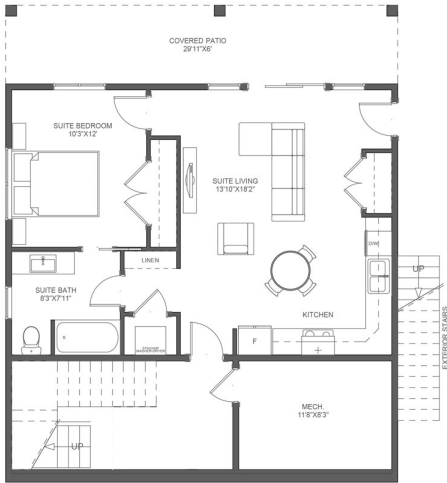 COVERED PATIO
29'11"X6'
SUITE BEDROOM
10'3"X12'
SUITE LIVING
13'10"X18'2"
LINEN
D/W
UP
SUITE BATH
8'3"X7'11"
KITCHEN
EXTERIOR STAIRS
STACKED
WASHER-DRYER
F
MECH.
11'8"X8'3"
UP